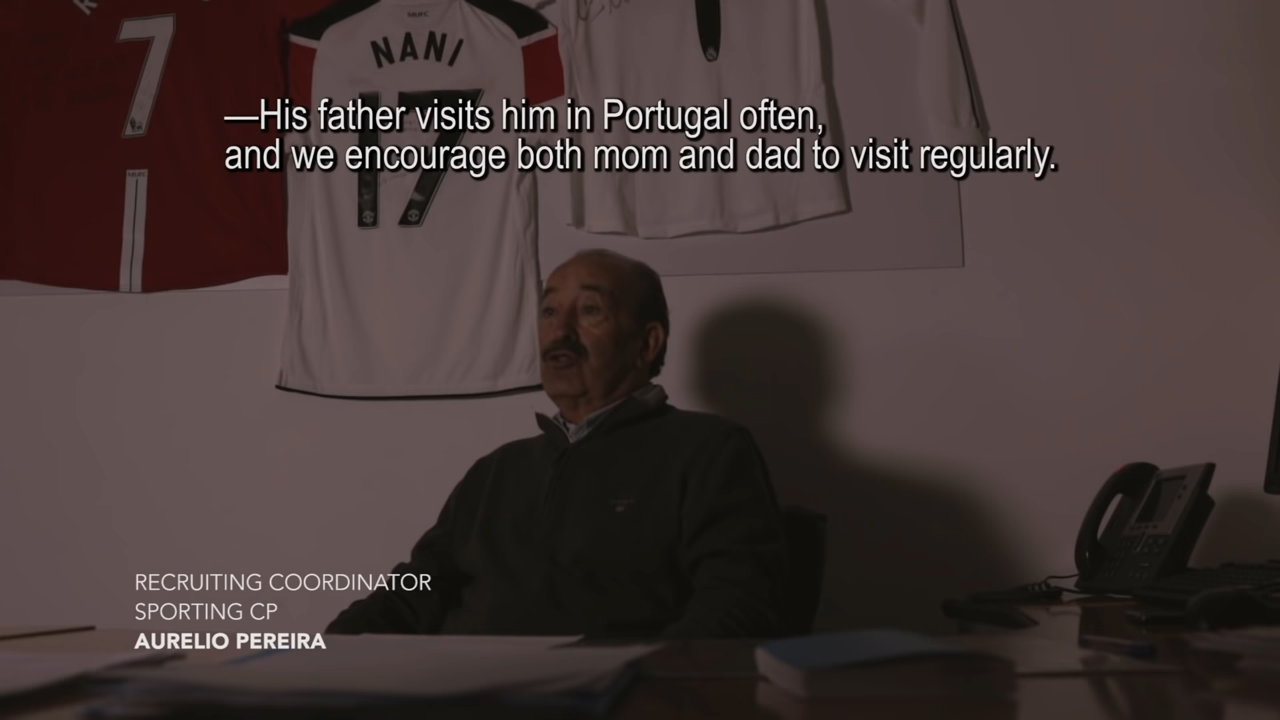 7
NANI
17
—His father visits him in Portugal often,
and we encourage both mom and dad to visit regularly.
RECRUITING COORDINATOR
SPORTING CP
AURELIO PEREIRA